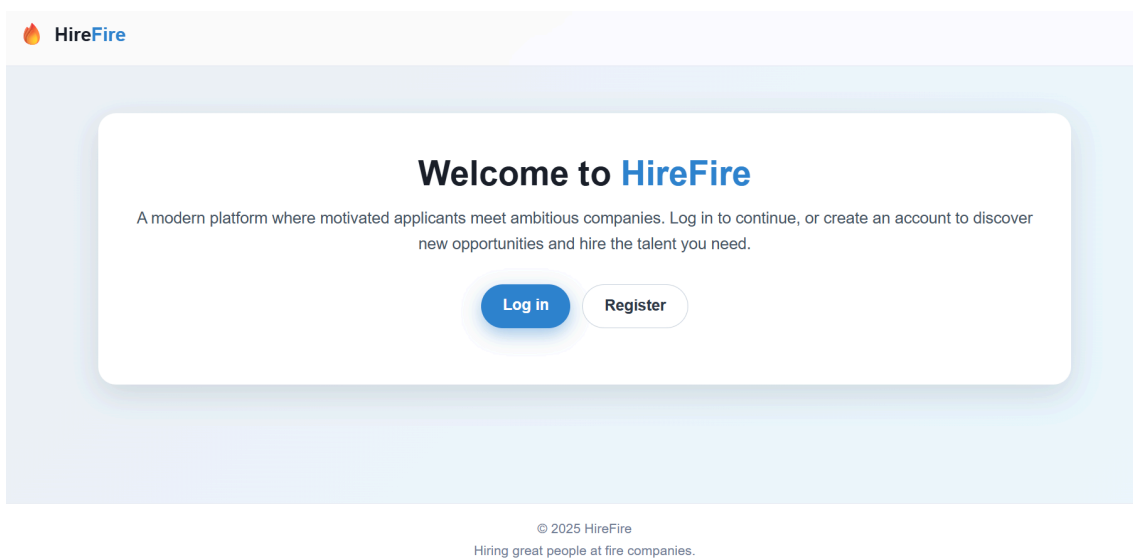 HireFire
Welcome to HireFire
A modern platform where motivated applicants meet ambitious companies. Log in to continue, or create an account to discover
new opportunities and hire the talent you need.
Log in
Register
© 2025 HireFire
Hiring great people at fire companies.